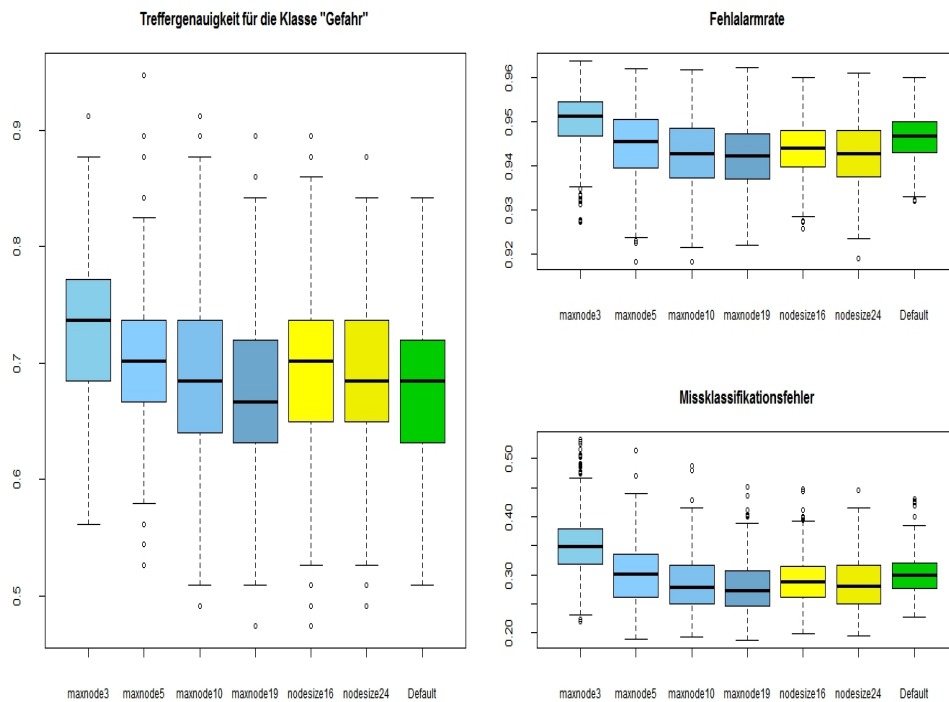 Treffergenauigkeit für die Klasse "Gefahr"
0.9
0.8
0.7
0.6
0.5
maxnode3 maxnode5 maxnode10 maxnode19 nodesize16 nodesize24 Default
Fehlalarmrate
0.96
0.95
0.94
0.93
0.92
maxnode3 maxnode5 maxnode10 maxnode19 nodesize16 nodesize24 Default
Missklassifikationsfehler
0.50
0.40
0.30
0.20
maxnode3 maxnode5 maxnode10 maxnode19 nodesize16 nodesize24 Default